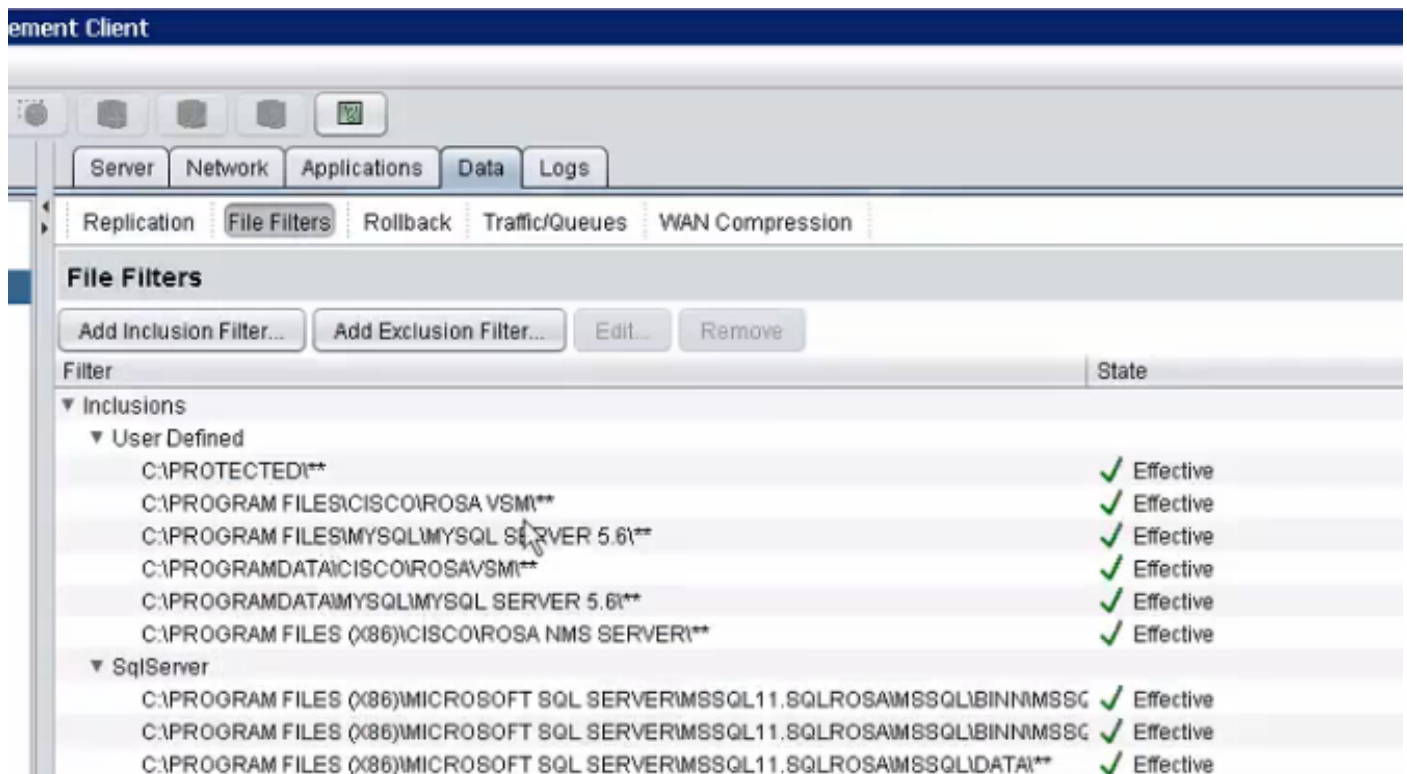 ement Client
Server Network Applications Data Logs
Replication File Filters Rollback Traffic/Queues WAN Compression
File Filters
Add Inclusion Filter... Add Exclusion Filter... Edit... Remove
Filter State
Inclusions
User Defined
C:\PROTECTED\** Effective
C:\PROGRAM FILES\CISCO\ROSA VSM\** Effective
C:\PROGRAM FILES\MYSQL\MYSQL SERVER 5.6\** Effective
C:\PROGRAMDATA\CISCO\ROSAVSM\** Effective
C:\PROGRAMDATA\MYSQL\MYSQL SERVER 5.6\** Effective
C:\PROGRAM FILES (X86)\CISCO\ROSA NMS SERVER\** Effective
SqlServer
C:\PROGRAM FILES (X86)\MICROSOFT SQL SERVER\MSSQL11.SQLROSA\MSSQL\BINN\MSSQ Effective
C:\PROGRAM FILES (X86)\MICROSOFT SQL SERVER\MSSQL11.SQLROSA\MSSQL\BINN\MSSQ Effective
C:\PROGRAM FILES (X86)\MICROSOFT SQL SERVER\MSSQL11.SQLROSA\MSSQL\DATA\** Effective